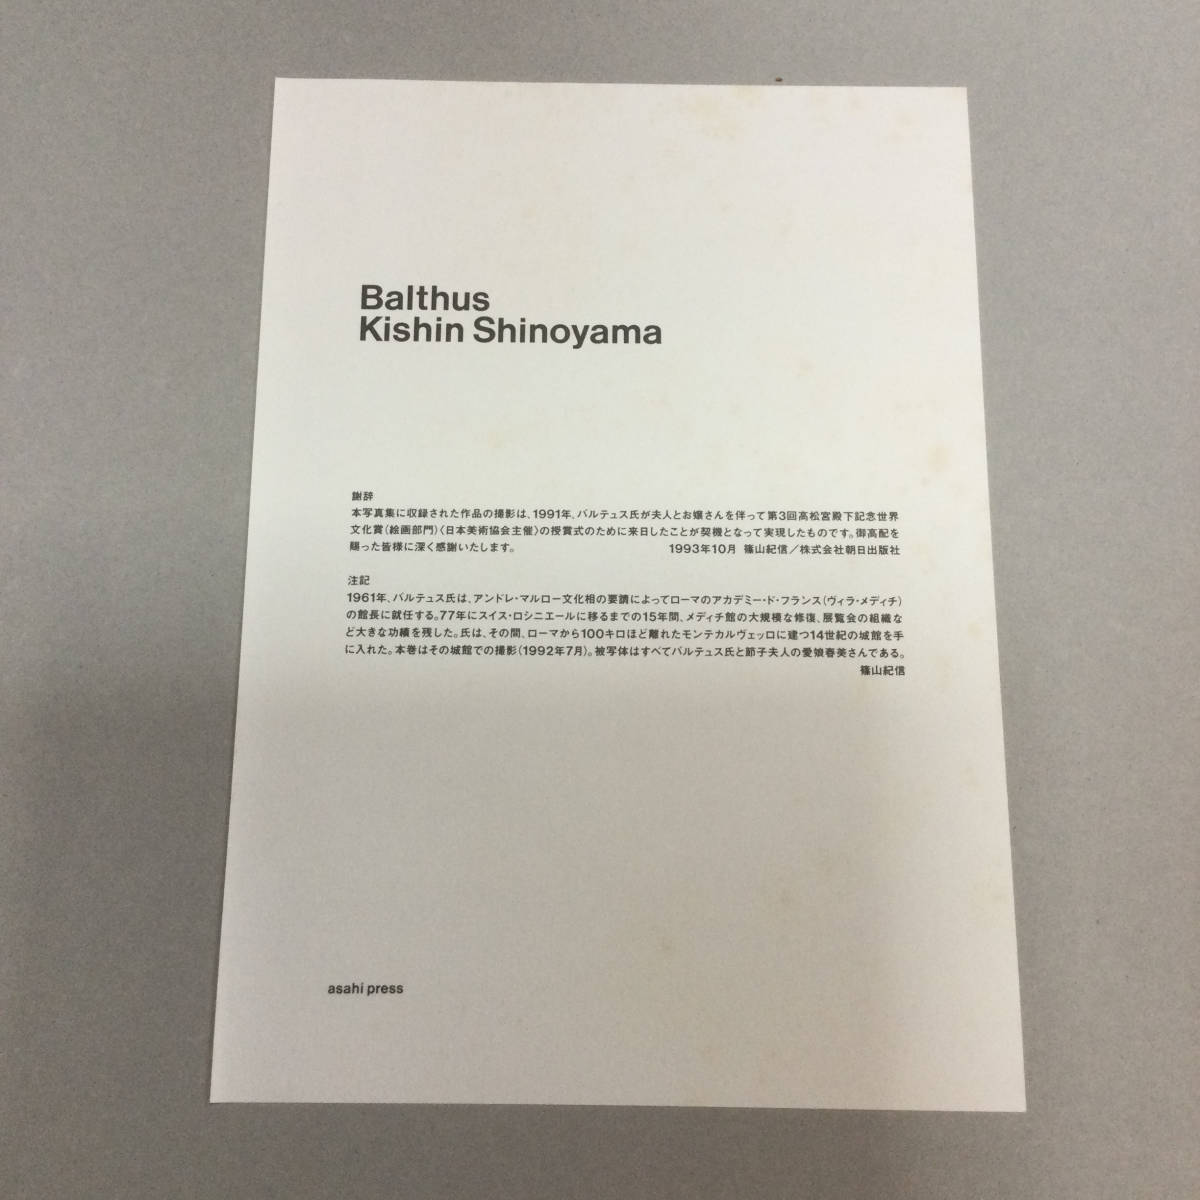 Balthus
Kishin Shinoyama
謝辞
本写真集に収録された作品の撮影は、1991年、バルテュス氏が夫人とお嬢さんを伴って第3回高松宮殿下記念世界
文化賞(絵画部門)〈日本美術協会主催〉の授賞式のために来日したことが契機となって実現したものです。御高配を
賜った皆様に深く感謝いたします。 1993年10月 篠山紀信／株式会社朝日出版社
注記
1961年、バルテュス氏は、アンドレ・マルロー文化相の要請によってローマのアカデミー・ド・フランス(ヴィラ・メディチ)
の館長に就任する。77年にスイス・ロシニエールに移るまでの15年間、メディチ館の大規模な修復、展覧会の組織な
ど大きな功績を残した。氏は、その間、ローマから100キロほど離れたモンテカルヴェッロに建つ14世紀の城館を手
に入れた。本巻はその城館での撮影(1992年7月)。被写体はすべてバルテュス氏と節子夫人の愛娘春美さんである。
篠山紀信
asahi press